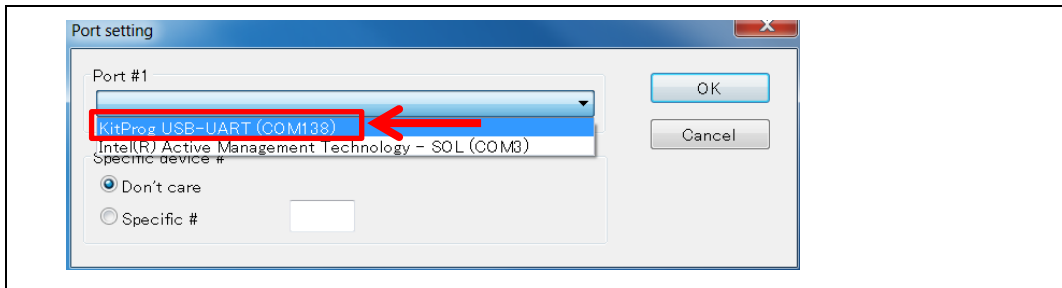 Port setting
Port #1
OK
KitProg USB-UART (COM138)
Intel(R) Active Management Technology - SOL (COM3)
Cancel
Specific device #
Don't care
Specific #